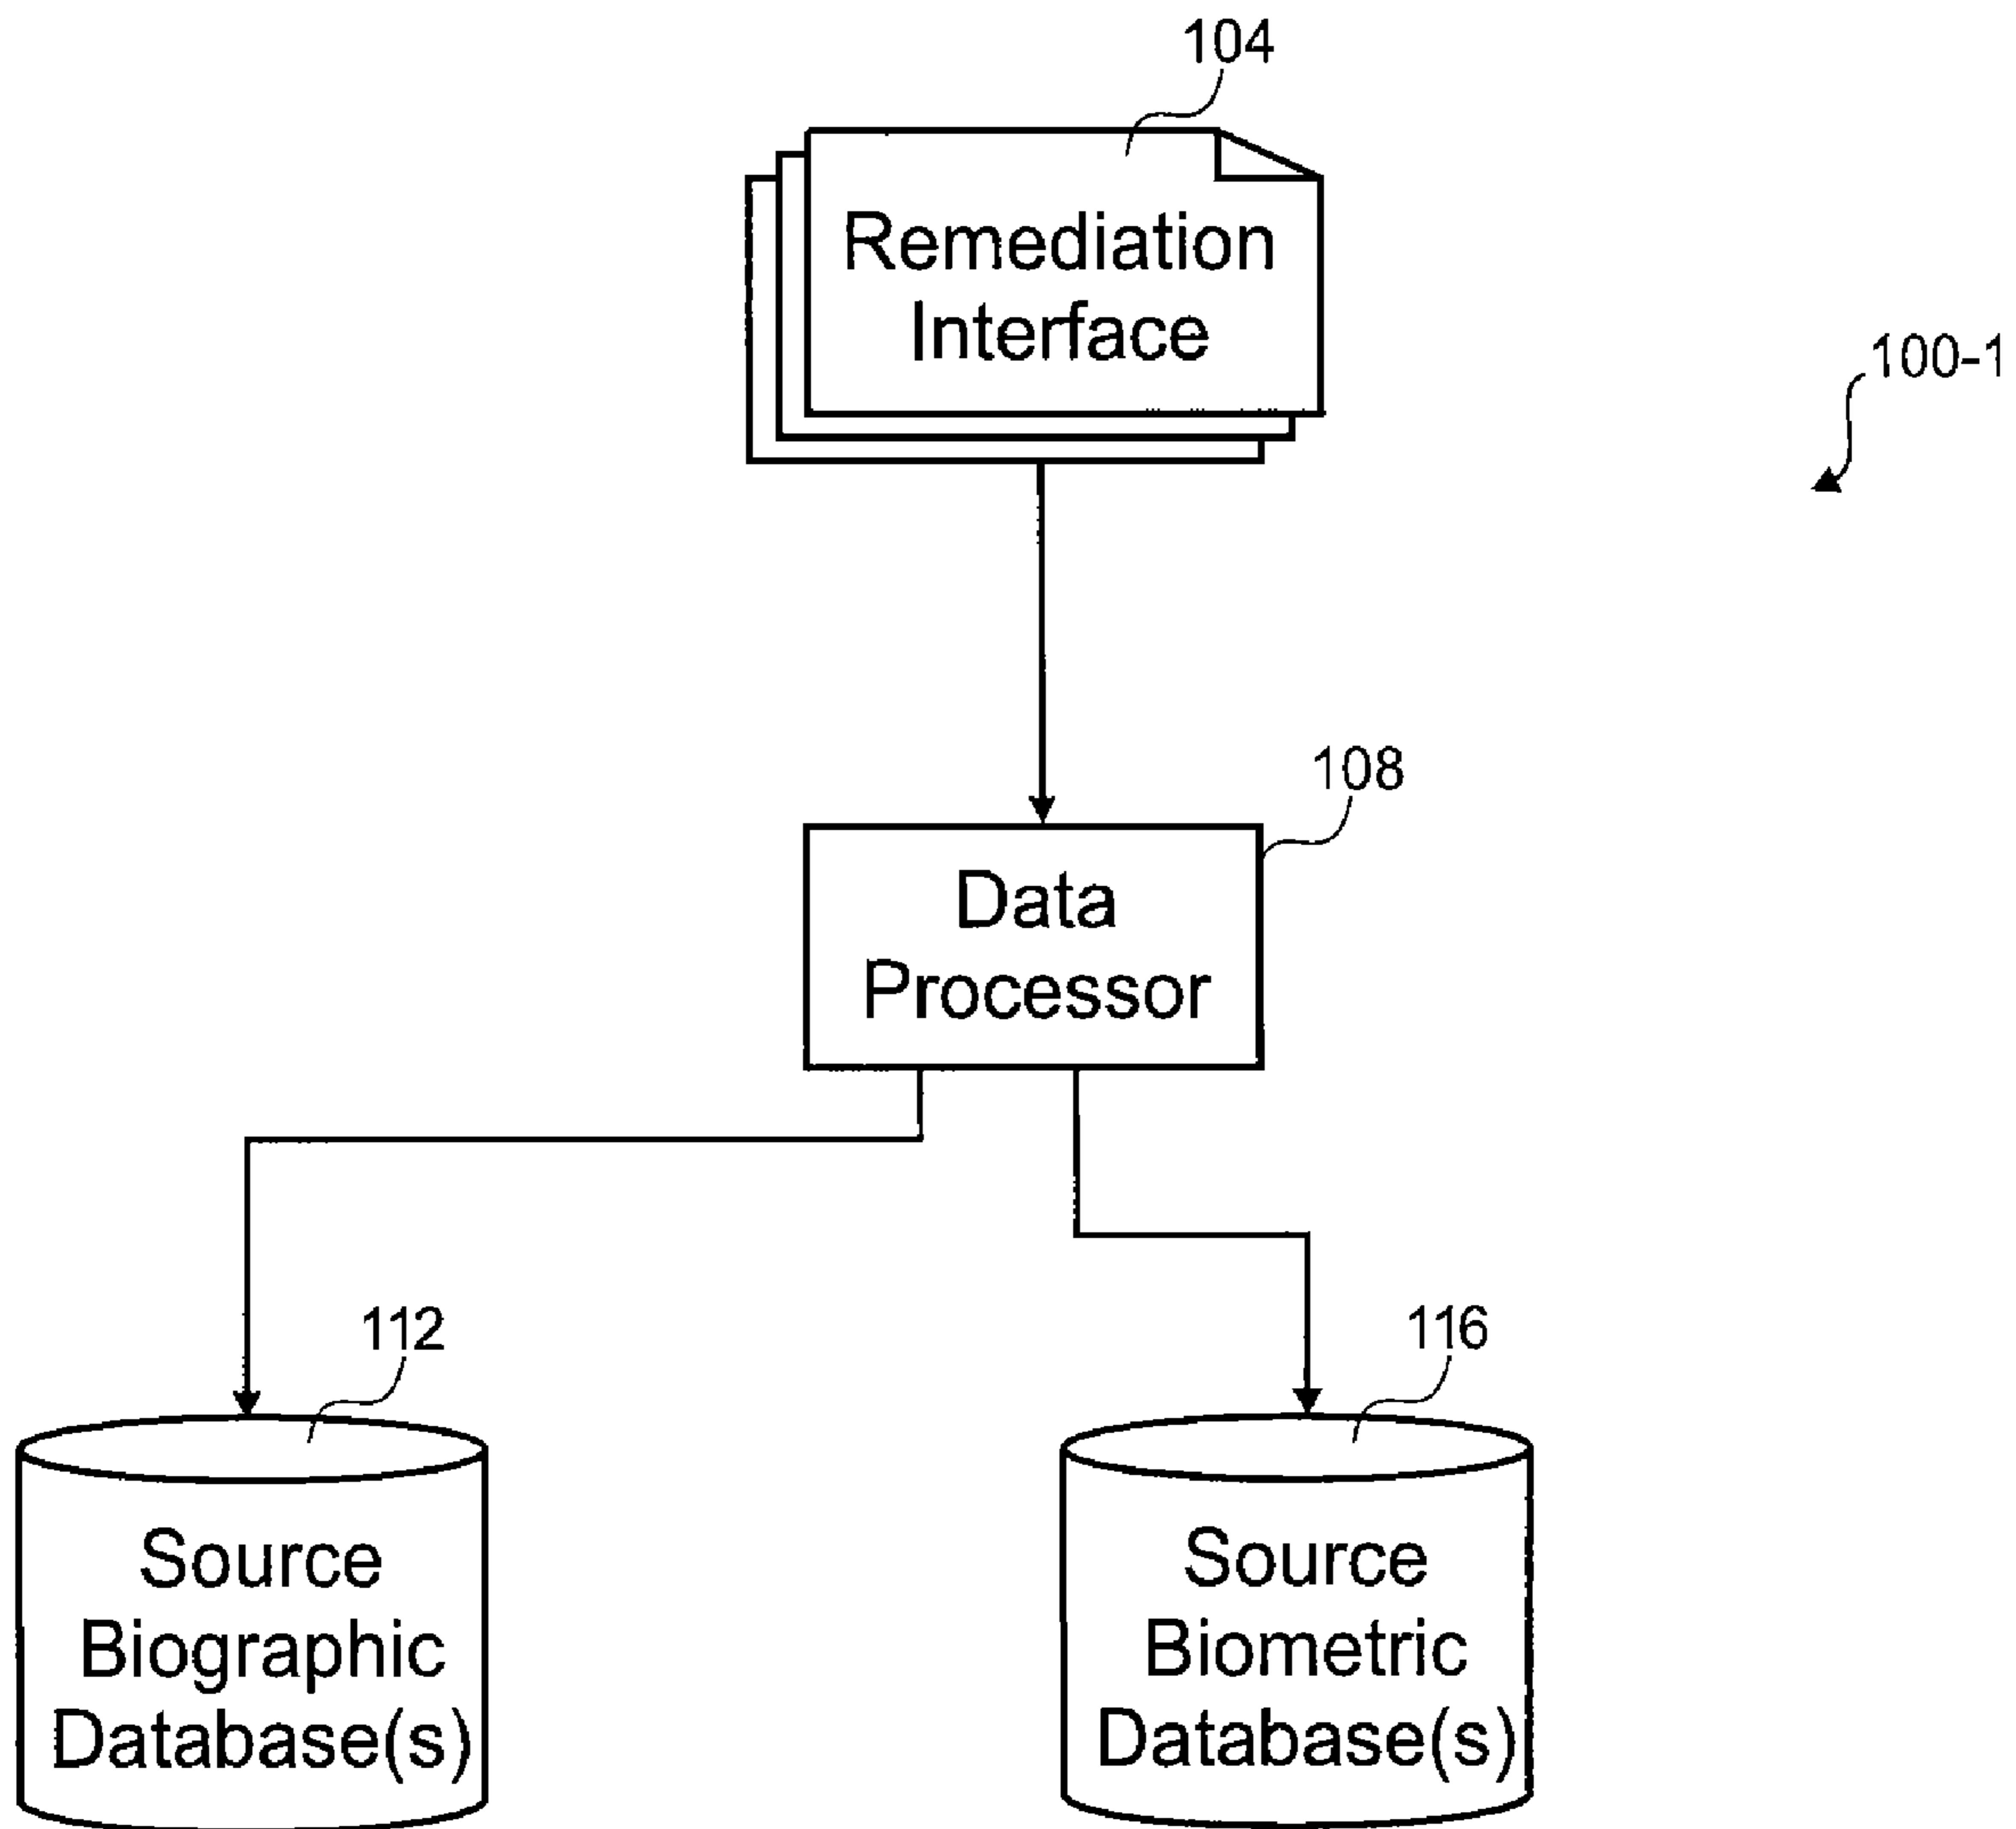 104
Remediation
Interface
100-1
108
Data
Processor
112
116
Source
Biographic
Database(s)
Source
Biometric
Database(s)